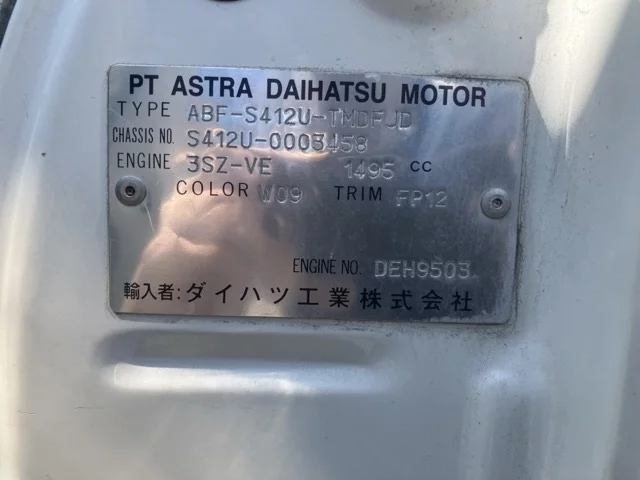 PT ASTRA DAIHATSU MOTOR
TYPE ABF-S412U-TMDFJD
CHASSIS NO. S412U-0003458
ENGINE 3SZ-VE 1495 CC
COLOR W09 TRIM FP12
ENGINE NO. DEH9503
輸入者:ダイハツ工業株式会社